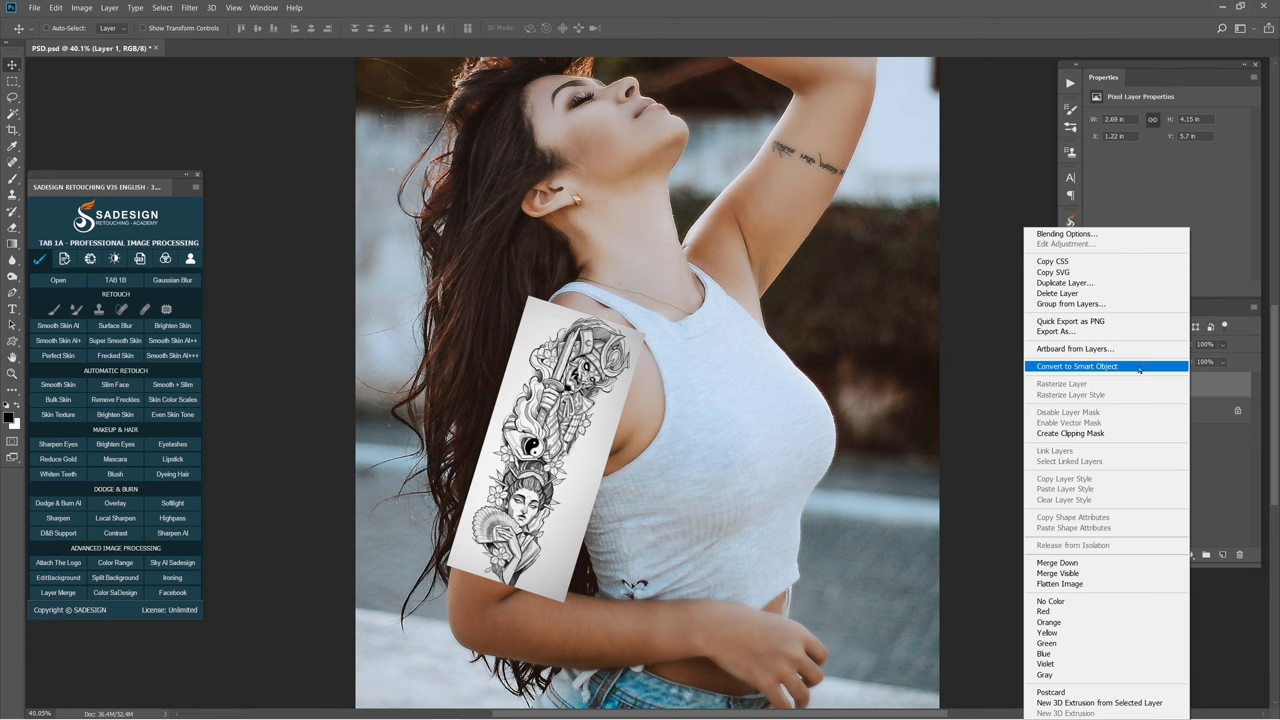 Ps File Edit Image Layer Type Select Filter 3D View Window Help
Auto-Select: Layer Show Transform Controls 3D Mode:
PSD.psd @ 40.1% (Layer 1, RGB/8) * ×
SADESIGN RETOUCHING V3S ENGLISH - 3....
SADESIGN
RETOUCHING - ACADEMY
TAB 1A - PROFESSIONAL IMAGE PROCESSING
Open TAB 1B Gaussian Blur
RETOUCH
Smooth Skin AI Surface Blur Brighten Skin
Smooth Skin AI+ Super Smooth Skin Smooth Skin AI++
Perfect Skin Frecked Skin Smooth Skin AI+++
AUTOMATIC RETOUCH
Smooth Skin Slim Face Smooth + Slim
Bulk Skin Remove Freckles Skin Color Scales
Skin Texture Brighten Skin Even Skin Tone
MAKEUP & HAIR
Sharpen Eyes Brighten Eyes Eyelashes
Reduce Gold Mascara Lipstick
Whiten Teeth Blush Dyeing Hair
DODGE & BURN
Dodge & Burn AI Overlay Softlight
Sharpen Local Sharpen Highpass
D&B Support Contrast Sharpen AI
ADVANCED IMAGE PROCESSING
Attach The Logo Color Range Sky AI Sadesign
EditBackground Split Background Ironing
Layer Merge Clean Skin Facebook
Copyright © SADESIGN License: Unlimited
Properties
Pixel Layer Properties
W: 2.69 in H: 4.15 in
X: 1.22 in Y: 5.7 in
100%
100%
Blending Options...
Edit Adjustment...
Copy CSS
Copy SVG
Duplicate Layer...
Delete Layer
Group from Layers...
Quick Export as PNG
Export As...
Artboard from Layers...
Convert to Smart Object
Rasterize Layer
Rasterize Layer Style
Disable Layer Mask
Enable Vector Mask
Create Clipping Mask
Link Layers
Select Linked Layers
Copy Layer Style
Paste Layer Style
Clear Layer Style
Copy Shape Attributes
Paste Shape Attributes
Release from Isolation
Merge Down
Merge Visible
Flatten Image
No Color
Red
Orange
Yellow
Green
Blue
Violet
Gray
Postcard
New 3D Extrusion from Selected Layer
New 3D Extrusion
40.05% Doc: 36.4M/52.4M